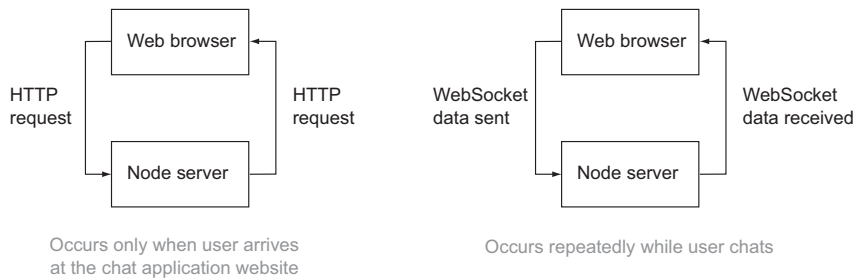 Web browser
HTTP
request
HTTP
request
Node server
Occurs only when user arrives
at the chat application website
Web browser
WebSocket
data sent
WebSocket
data received
Node server
Occurs repeatedly while user chats